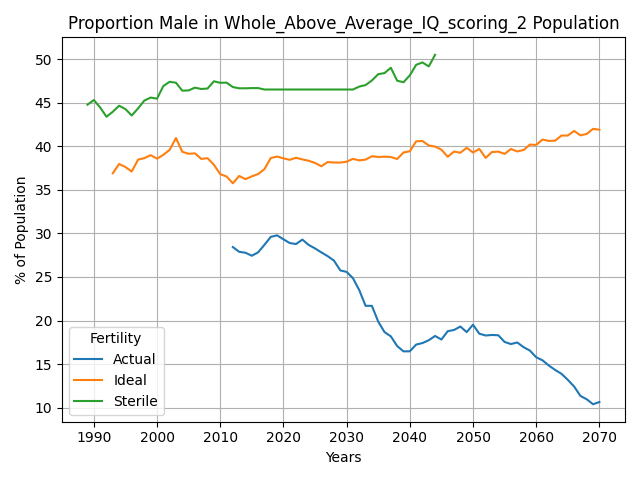 Proportion Male in Whole_Above_Average_IQ_scoring_2 Population
% of Population
50
45
40
35
30
25
20
15
10
Fertility
Actual
Ideal
Sterile
1990 2000 2010 2020 2030 2040 2050 2060 2070
Years